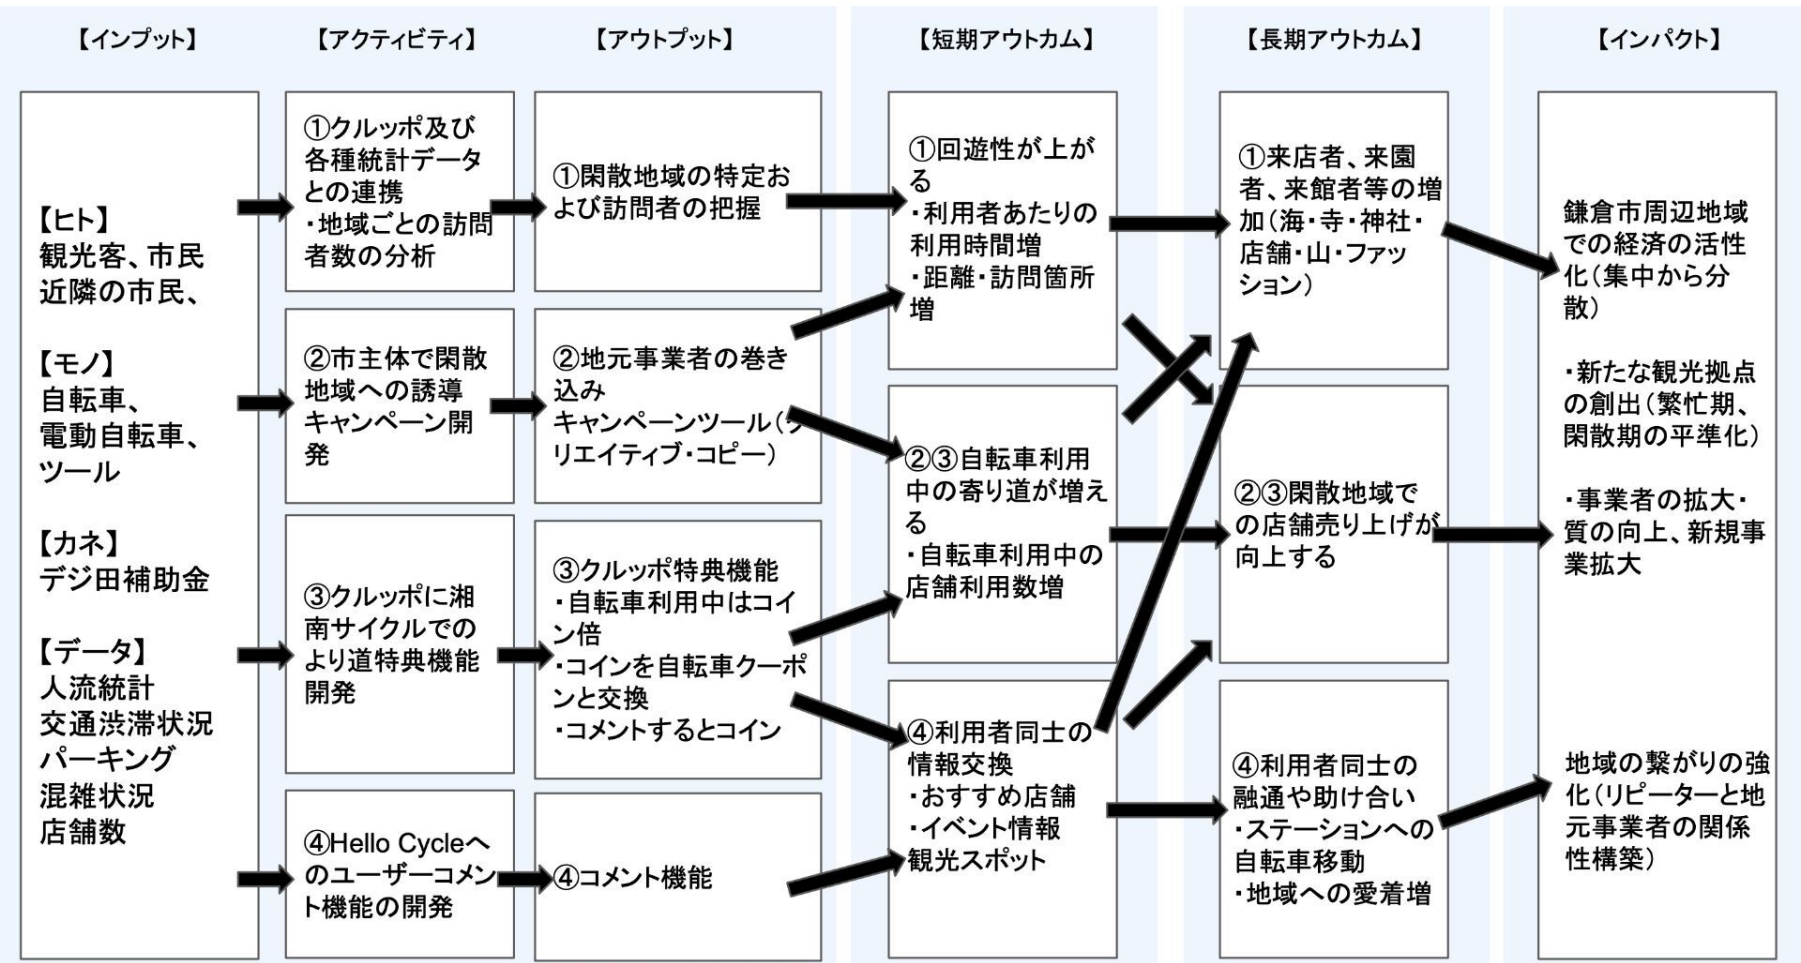 【インプット】
【アクティビティ】
【アウトプット】
【短期アウトカム】
【長期アウトカム】
【インパクト】
【ヒト】
観光客、市民
近隣の市民、
【モノ】
自転車、
電動自転車、
ツール
【カネ】
デジ田補助金
【データ】
人流統計
交通渋滞状況
パーキング
混雑状況
店舗数
①クルッポ及び
各種統計データ
との連携
・地域ごとの訪問
者数の分析
②市主体で閑散
地域への誘導
キャンペーン開
発
③クルッポに湘
南サイクルでの
より道特典機能
開発
④Hello Cycleへ
のユーザーコメン
ト機能の開発
①閑散地域の特定お
よび訪問者の把握
②地元事業者の巻き
込み
キャンペーンツール（ク
リエイティブ・コピー）
③クルッポ特典機能
・自転車利用中はコイ
ン倍
・コインを自転車クーポ
ンと交換
・コメントするとコイン
④コメント機能
①回遊性が上が
る
・利用者あたりの
利用時間増
・距離・訪問箇所
増
②③自転車利用
中の寄り道が増え
る
・自転車利用中の
店舗利用数増
④利用者同士の
情報交換
・おすすめ店舗
・イベント情報
観光スポット
①来店者、来園
者、来館者等の増
加（海・寺・神社・
店舗・山・ファッ
ション）
②③閑散地域で
の店舗売り上げが
向上する
④利用者同士の
融通や助け合い
・ステーションへの
自転車移動
・地域への愛着増
鎌倉市周辺地域
での経済の活性
化（集中から分
散）
・新たな観光拠点
の創出（繁忙期、
閑散期の平準化）
・事業者の拡大・
質の向上、新規事
業拡大
地域の繋がりの強
化（リピーターと地
元事業者の関係
性構築）